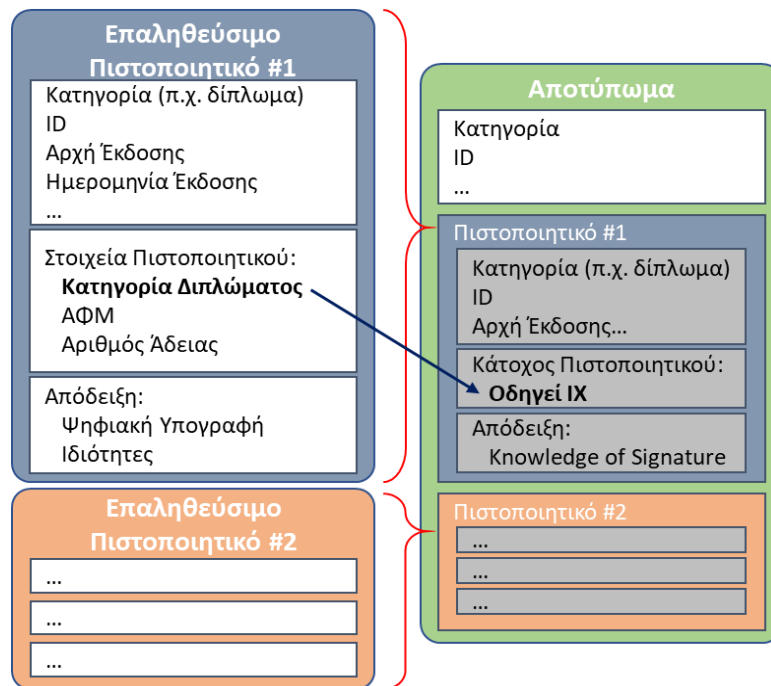 Επαληθεύσιμο
Πιστοποιητικό #1
Κατηγορία (π.χ. δίπλωμα)
ID
Αρχή Έκδοσης
Ημερομηνία Έκδοσης
...
Στοιχεία Πιστοποιητικού:
Κατηγορία Διπλώματος
ΑΦΜ
Αριθμός Άδειας
Απόδειξη:
Ψηφιακή Υπογραφή
Ιδιότητες
Επαληθεύσιμο
Πιστοποιητικό #2
...
...
...
Αποτύπωμα
Κατηγορία
ID
...
Πιστοποιητικό #1
Κατηγορία (π.χ. δίπλωμα)
ID
Αρχή Έκδοσης...
Κάτοχος Πιστοποιητικού:
Οδηγεί ΙΧ
Απόδειξη:
Knowledge of Signature
Πιστοποιητικό #2
...
...
...